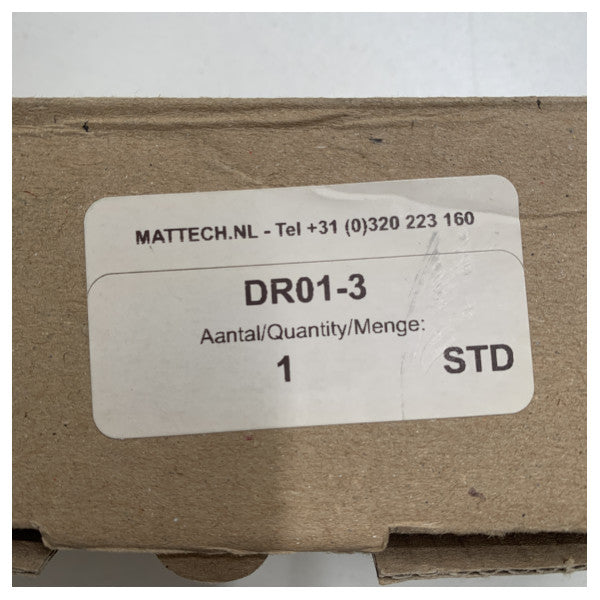 MATTECH.NL - Tel +31 (0)320 223 160
DR01-3
Aantal/Quantity/Menge:
1
STD